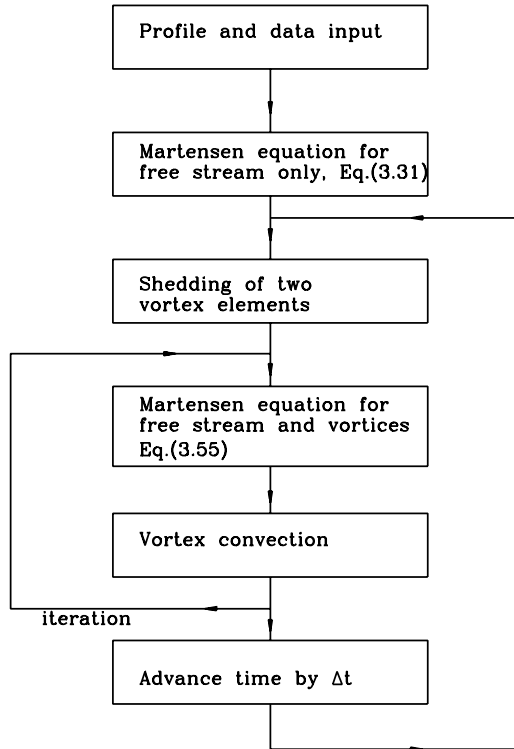 Profile and data input
Martensen equation for
free stream only, Eq.(3.31)
Shedding of two
vortex elements
Martensen equation for
free stream and vortices
Eq.(3.55)
Vortex convection
iteration
Advance time by Δt